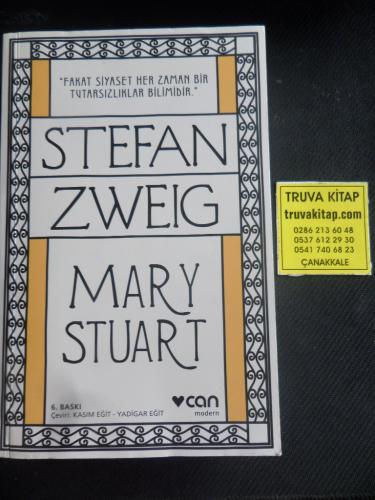 "FAKAT SİYASET HER ZAMAN BİR
TUTARSIZLIKLAR BİLİMİDİR."
STEFAN
ZWEIG
MARY
STUART
6. BASKI
Çeviri: KASIM EĞİT - YADİGAR EĞİT
can
modern
TRUVA KİTAP
truvakitap.com
0286 213 60 48
0537 612 29 30
0541 740 68 23
ÇANAKKALE